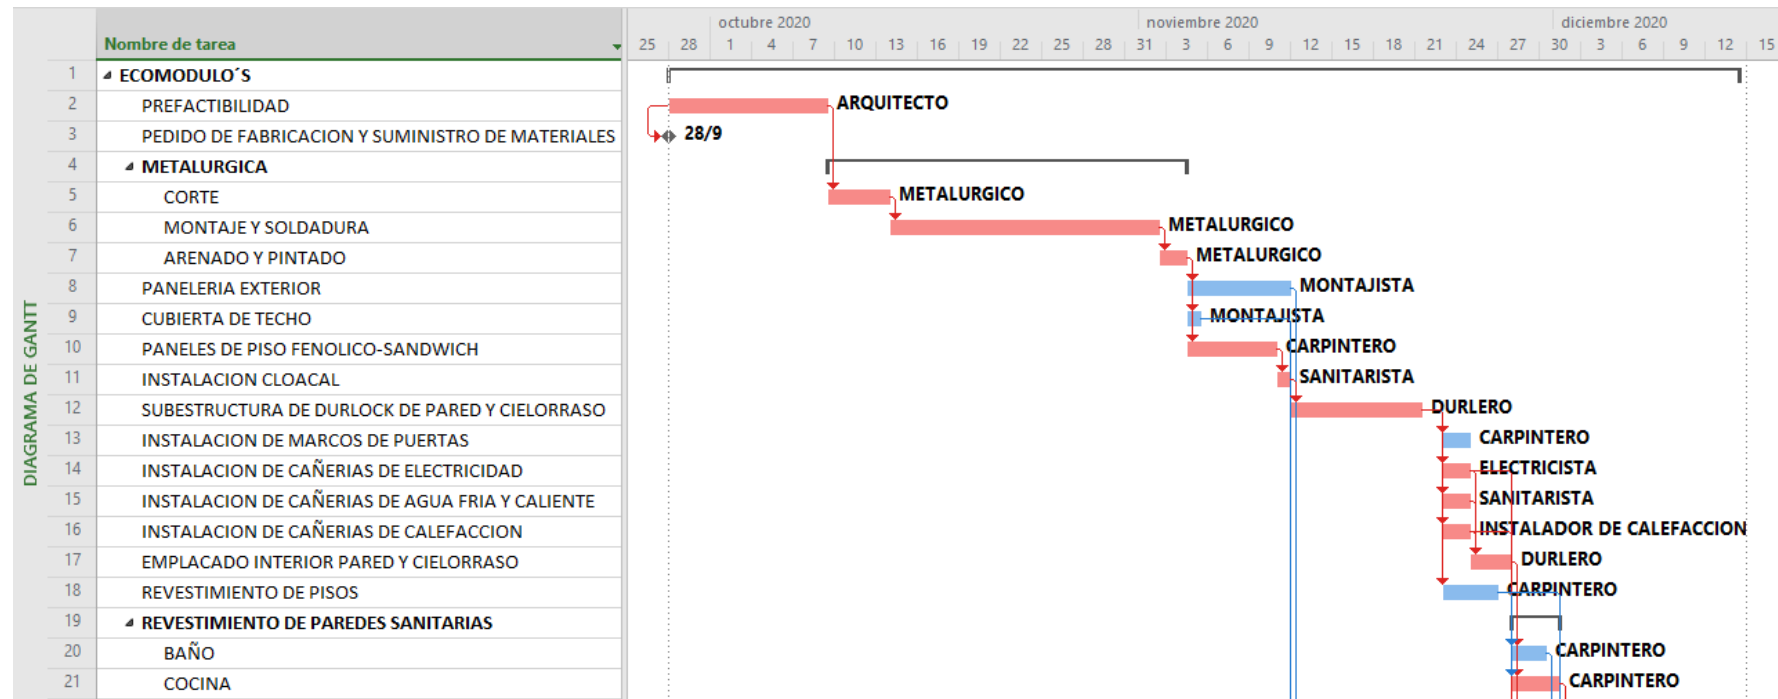 octubre 2020 noviembre 2020 diciembre 2020
Nombre de tarea 25 28 1 4 7 10 13 16 19 22 25 28 31 3 6 9 12 15 18 21 24 27 30 3 6 9 12 15
1 ECOMODULO´S
2 PREFACTIBILIDAD ARQUITECTO
3 PEDIDO DE FABRICACION Y SUMINISTRO DE MATERIALES 28/9
4 METALURGICA
5 CORTE METALURGICO
6 MONTAJE Y SOLDADURA METALURGICO
7 ARENADO Y PINTADO METALURGICO
8 PANELERIA EXTERIOR MONTAJISTA
9 CUBIERTA DE TECHO MONTAJISTA
10 PANELES DE PISO FENOLICO-SANDWICH CARPINTERO
11 INSTALACION CLOACAL SANITARISTA
12 SUBESTRUCTURA DE DURLOCK DE PARED Y CIELORRASO DURLERO
13 INSTALACION DE MARCOS DE PUERTAS CARPINTERO
14 INSTALACION DE CAÑERIAS DE ELECTRICIDAD ELECTRICISTA
15 INSTALACION DE CAÑERIAS DE AGUA FRIA Y CALIENTE SANITARISTA
16 INSTALACION DE CAÑERIAS DE CALEFACCION INSTALADOR DE CALEFACCION
17 EMPLACADO INTERIOR PARED Y CIELORRASO DURLERO
18 REVESTIMIENTO DE PISOS CARPINTERO
19 REVESTIMIENTO DE PAREDES SANITARIAS
20 BAÑO CARPINTERO
21 COCINA CARPINTERO
DIAGRAMA DE GANTT